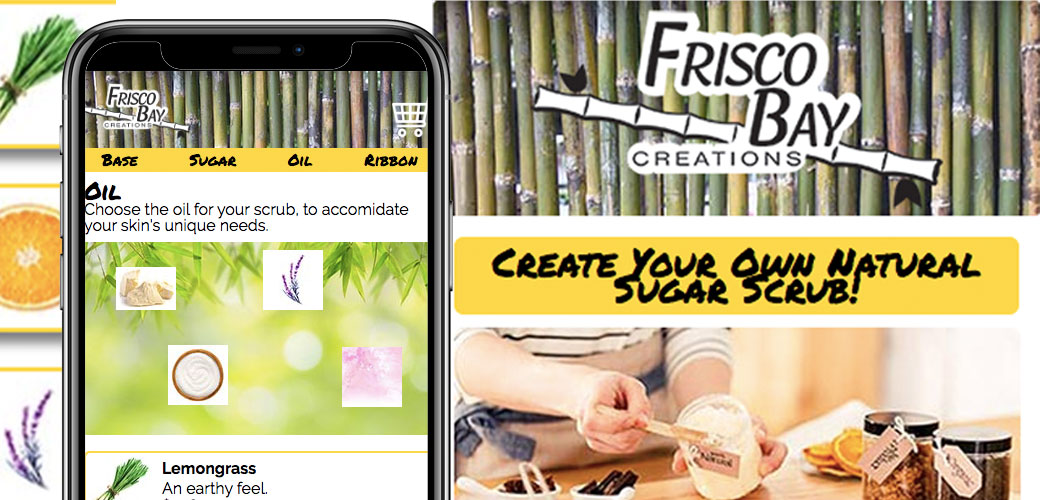 FRISCO
BAY
CREATIONS
BASE SUGAR OIL RIBBON
OIL
Choose the oil for your scrub, to accomidate
your skin's unique needs.
Lemongrass
An earthy feel.
FRISCO
BAY
CREATIONS
CREATE YOUR OWN NATURAL
SUGAR SCRUB!
Natural